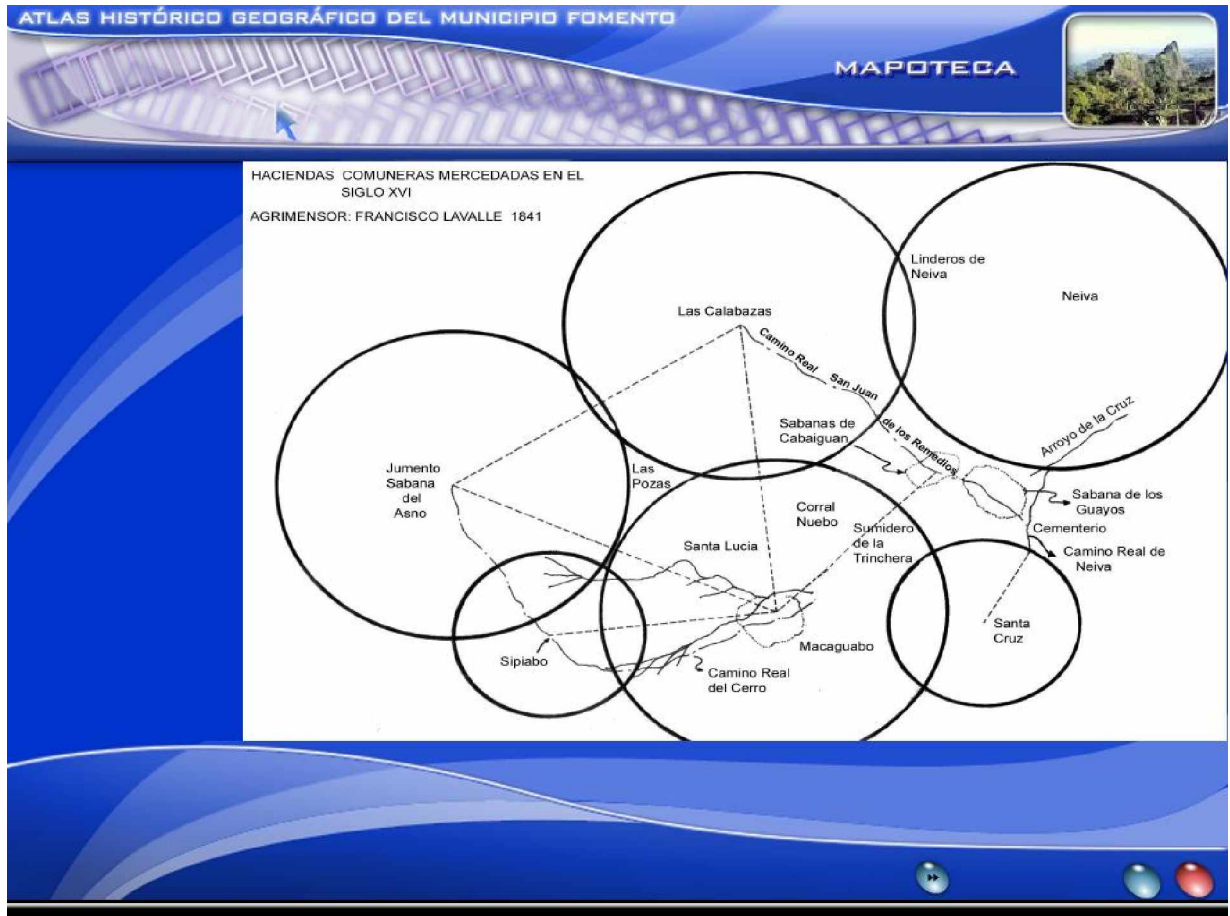 ATLAS HISTÓRICO GEOGRÁFICO DEL MUNICIPIO FOMENTO
MAPOTECA
HACIENDAS COMUNERAS MERCEDADAS EN EL
SIGLO XVI
AGRIMENSOR: FRANCISCO LAVALLE 1841
Linderos de
Neiva
Neiva
Las Calabazas
Camino Real San Juan de los Remedios
Arroyo de la Cruz
Sabanas de
Cabaiguan
Jumento
Sabana
del
Asno
Las
Pozas
Corral
Nuebo
Sabana de los
Guayos
Sumidero
de la
Trinchera
Cementerio
Santa Lucia
Camino Real de
Neiva
Santa
Cruz
Macaguabo
Sipiabo
Camino Real
del Cerro